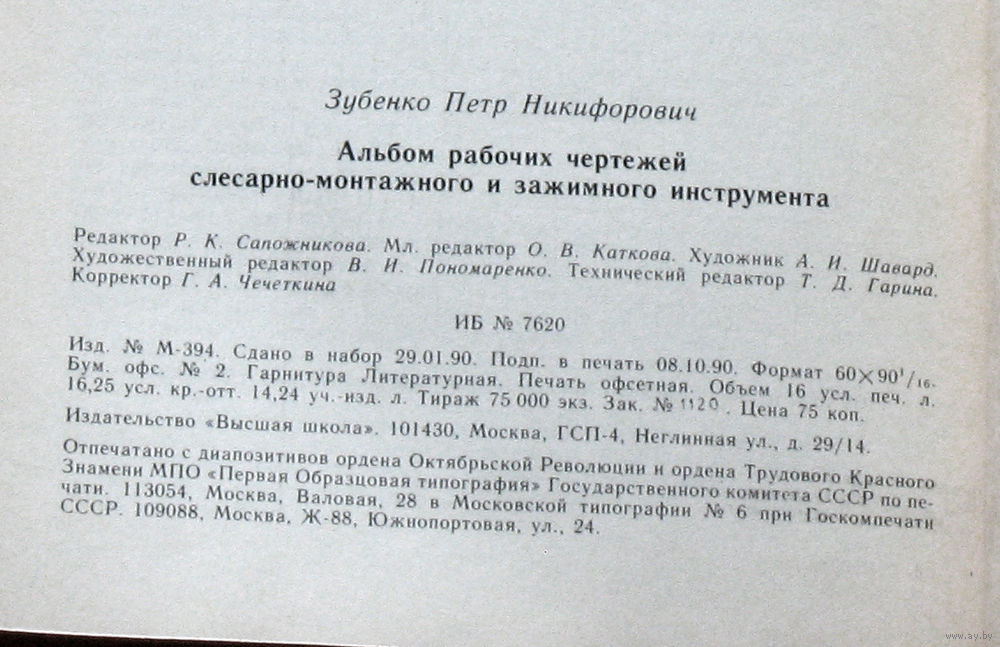 Зубенко Петр Никифорович
Альбом рабочих чертежей
слесарно-монтажного и зажимного инструмента
Редактор Р. К. Сапожникова. Мл. редактор О. В. Каткова. Художник А. И. Шавард.
Художественный редактор В. И. Пономаренко. Технический редактор Т. Д. Гарина.
Корректор Г. А. Чечеткина
ИБ № 7620
Изд. № М-394. Сдано в набор 29.01.90. Подп. в печать 08.10.90. Формат 60×90¹/₁₆.
Бум. офс. № 2. Гарнитура Литературная. Печать офсетная. Объем 16 усл. печ. л.
16,25 усл. кр.-отт. 14,24 уч.-изд. л. Тираж 75 000 экз. Зак. № 1120. Цена 75 коп.
Издательство «Высшая школа». 101430, Москва, ГСП-4, Неглинная ул., д. 29/14.
Отпечатано с диапозитивов ордена Октябрьской Революции и ордена Трудового Красного
Знамени МПО «Первая Образцовая типография» Государственного комитета СССР по пе-
чати. 113054, Москва, Валовая, 28 в Московской типографии № 6 при Госкомпечати
СССР. 109088, Москва, Ж-88, Южнопортовая, ул., 24.
www.ay.by